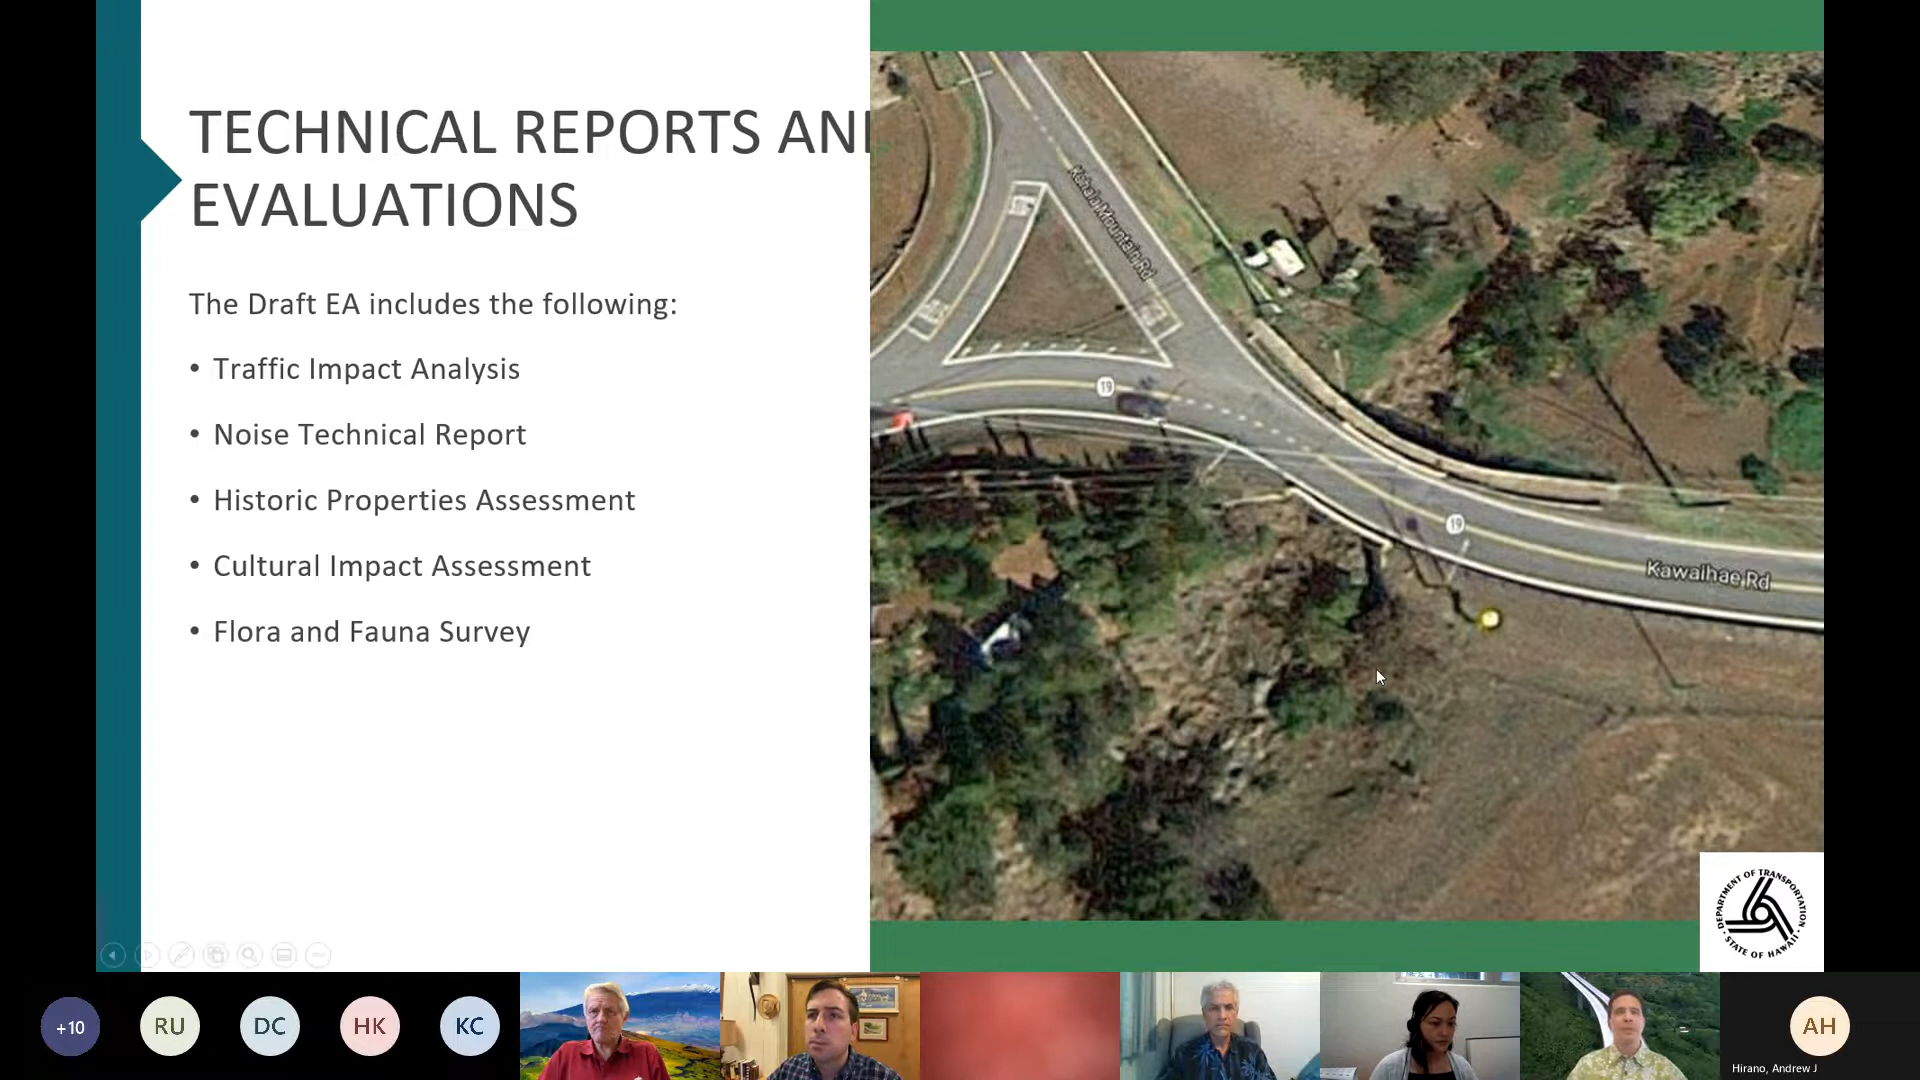 TECHNICAL REPORTS AN
EVALUATIONS
The Draft EA includes the following:
• Traffic Impact Analysis
• Noise Technical Report
• Historic Properties Assessment
• Cultural Impact Assessment
• Flora and Fauna Survey
Kohala Mountain Rd
19
19
Kawaihae Rd
DEPARTMENT OF TRANSPORTATION
STATE OF HAWAII
+10
RU
DC
HK
KC
AH
Hirano, Andrew J